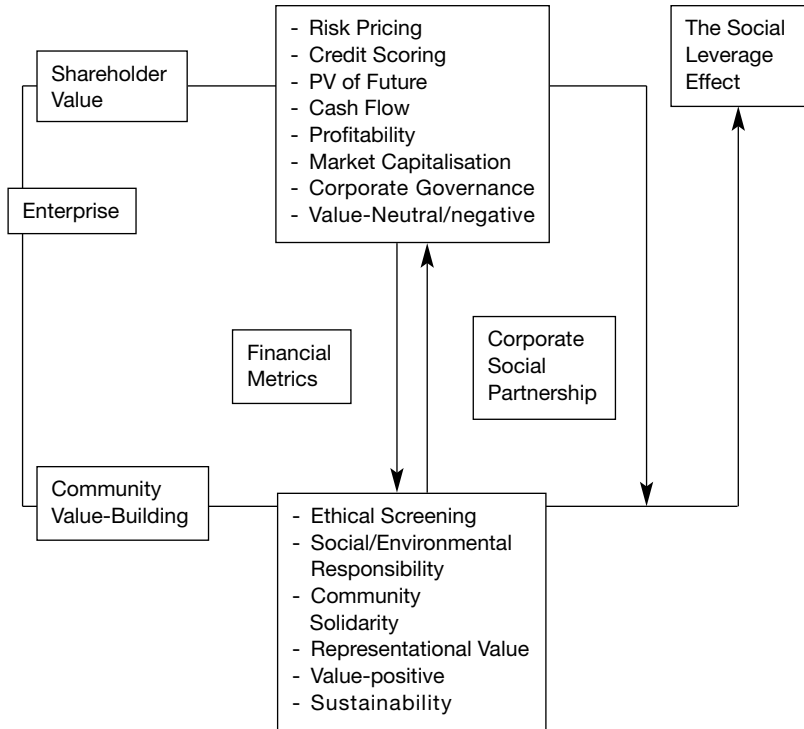 Shareholder
Value
- Risk Pricing
- Credit Scoring
- PV of Future
- Cash Flow
- Profitability
- Market Capitalisation
- Corporate Governance
- Value-Neutral/negative
The Social
Leverage
Effect
Enterprise
Financial
Metrics
Corporate
Social
Partnership
Community
Value-Building
- Ethical Screening
- Social/Environmental
Responsibility
- Community
Solidarity
- Representational Value
- Value-positive
- Sustainability